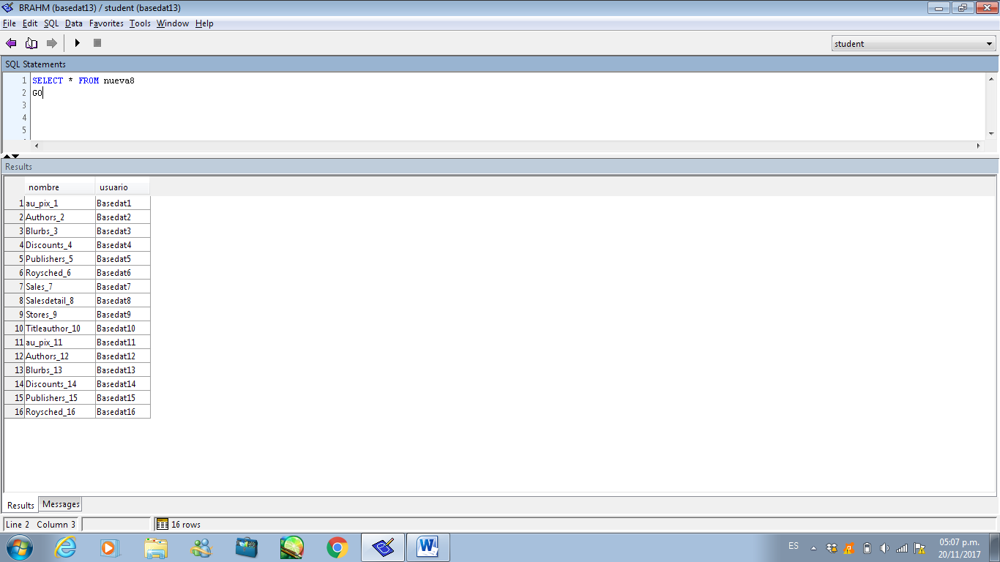 BRAHM (basedat13) / student (basedat13)
File Edit SQL Data Favorites Tools Window Help
student
SQL Statements
1 SELECT * FROM nueva8
2 GO
3
4
5
Results
nombre usuario
1 au_pix_1 Basedat1
2 Authors_2 Basedat2
3 Blurbs_3 Basedat3
4 Discounts_4 Basedat4
5 Publishers_5 Basedat5
6 Roysched_6 Basedat6
7 Sales_7 Basedat7
8 Salesdetail_8 Basedat8
9 Stores_9 Basedat9
10 Titleauthor_10 Basedat10
11 au_pix_11 Basedat11
12 Authors_12 Basedat12
13 Blurbs_13 Basedat13
14 Discounts_14 Basedat14
15 Publishers_15 Basedat15
16 Roysched_16 Basedat16
Results Messages
Line 2 Column 3 16 rows
ES 05:07 p.m.
20/11/2017